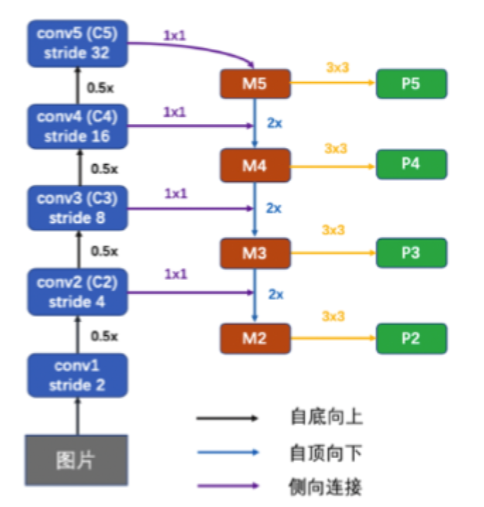 conv5 (C5)
stride 32
1x1
3x3
M5
P5
0.5x
conv4 (C4)
stride 16
1x1
2x
3x3
M4
P4
0.5x
conv3 (C3)
stride 8
1x1
2x
3x3
M3
P3
0.5x
conv2 (C2)
stride 4
1x1
2x
3x3
M2
P2
0.5x
conv1
stride 2
图片
自底向上
自顶向下
侧向连接